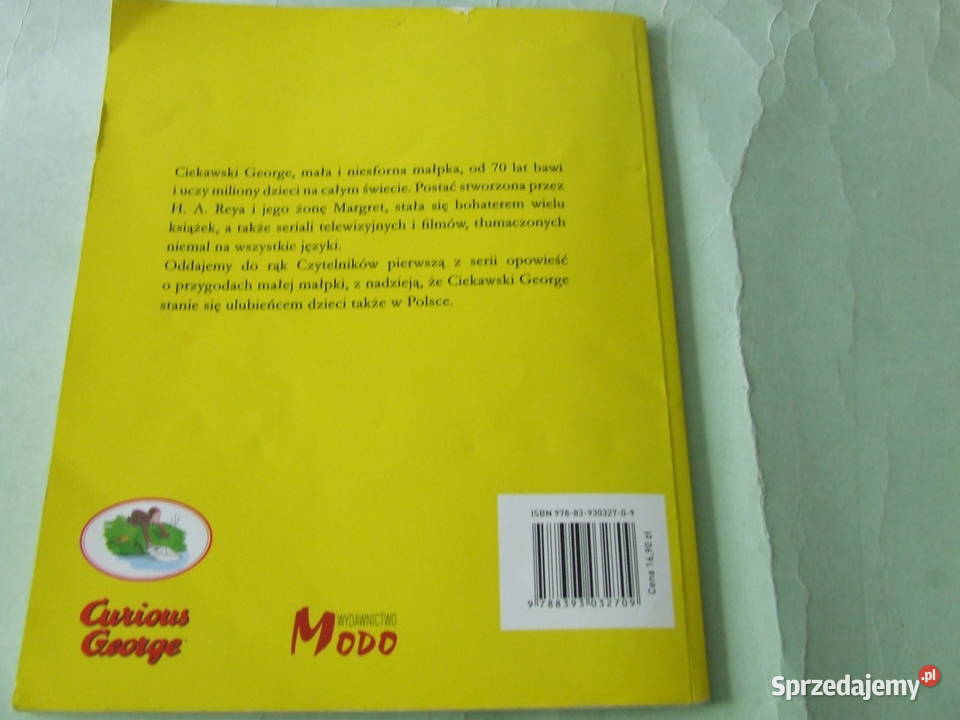 Ciekawski George, mała i niesforna małpka, od 70 lat bawi
i uczy miliony dzieci na całym świecie. Postać stworzona przez
H. A. Reya i jego żonę Margret, stała się bohaterem wielu
książek, a także seriali telewizyjnych i filmów, tłumaczonych
niemal na wszystkie języki.
Oddajemy do rąk Czytelników pierwszą z serii opowieść
o przygodach małej małpki, z nadzieją, że Ciekawski George
stanie się ulubieńcem dzieci także w Polsce.
ISBN 978-83-930327-0-9
9 788393 032709
Cena 16,90 zł
Curious
George
WYDAWNICTWO
MODO
Sprzedajemy.pl